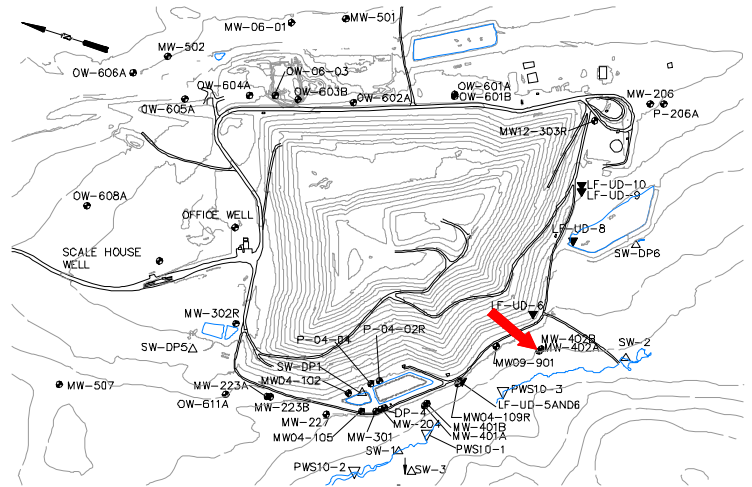 MW-501
MW-06-01
N
MW-502
OW-606A
OW-06-03
OW-604A
OW-601A
OW-601B
OW-603B
OW-602A
OW-605A
MW-206
P-206A
MW12-303R
LF-UD-10
LF-UD-9
OW-608A
OFFICE WELL
LF-UD-8
SW-DP6
SCALE HOUSE
WELL
LF-UD-6
MW-302R
P-04-02R
P-04-04
MW-402B
MW-402A
SW-2
SW-DP5
SW-DP1
MW09-901
MW-507
MW-223A
MWD4-102
PWS10-3
OW-611A
MW-223B
LF-UD-5AND6
MW-227
DP-4
MW04-109R
MW04-105
MW-204
MW-301
MW-401B
MW-401A
SW-1
PWS10-1
PWS10-2
SW-3